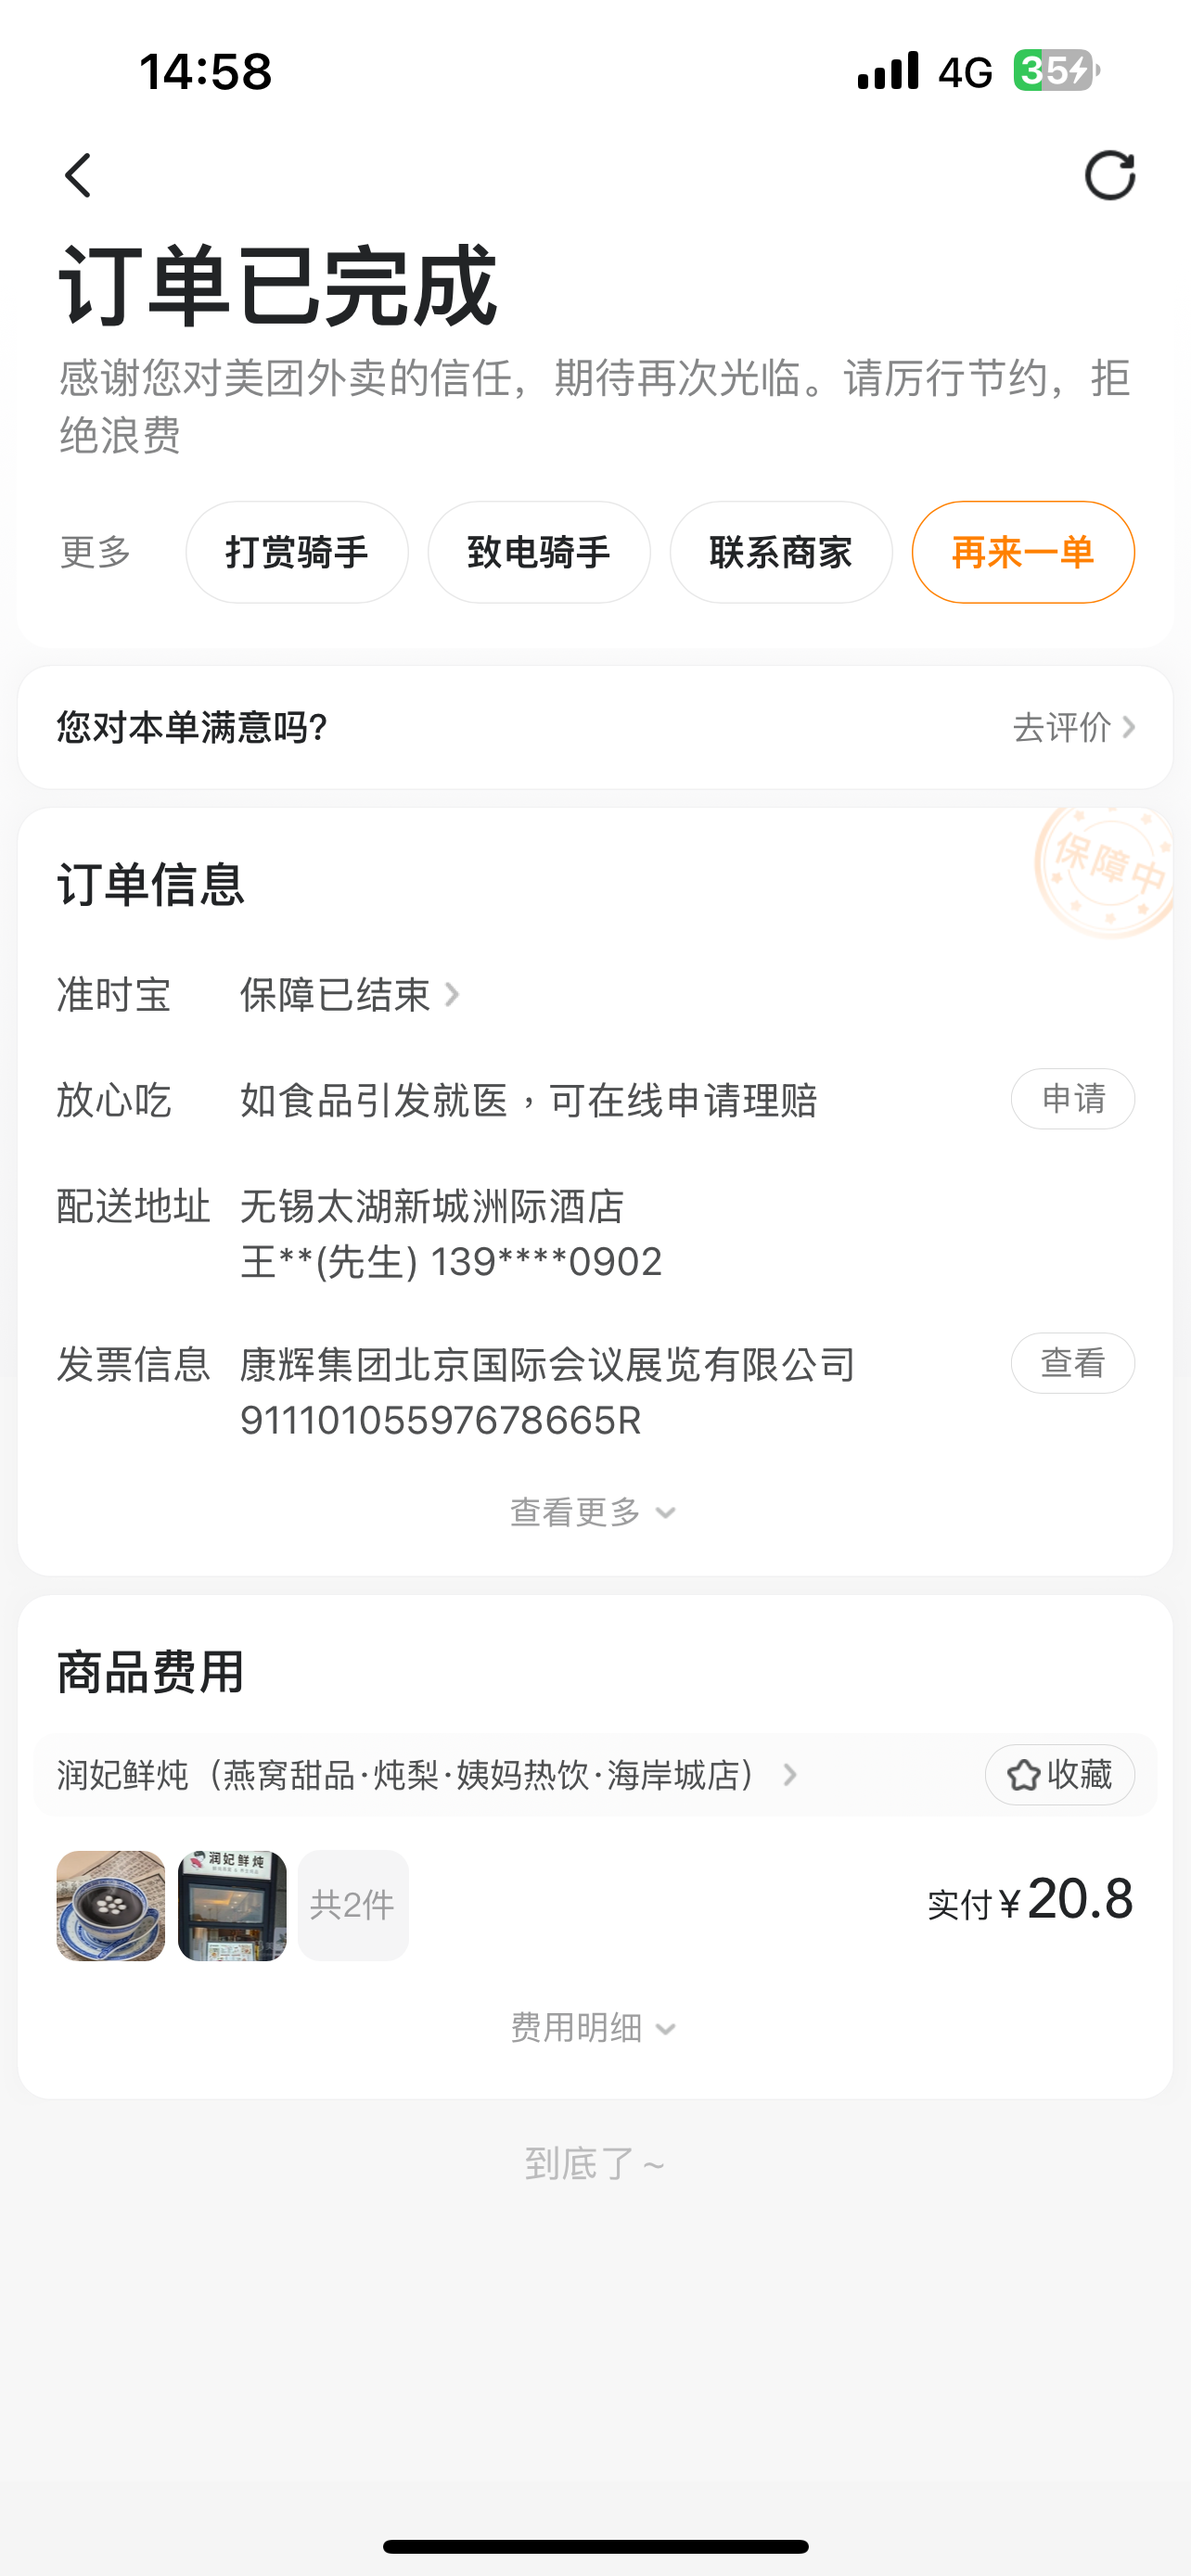 14:58
4G 35
订单已完成
感谢您对美团外卖的信任，期待再次光临。请厉行节约，拒
绝浪费
更多 打赏骑手 致电骑手 联系商家 再来一单
您对本单满意吗? 去评价
保障中
订单信息
准时宝 保障已结束
放心吃 如食品引发就医，可在线申请理赔 申请
配送地址 无锡太湖新城洲际酒店
王**(先生) 139****0902
发票信息 康辉集团北京国际会议展览有限公司 查看
91110105597678665R
查看更多
商品费用
润妃鲜炖（燕窝甜品·炖梨·姨妈热饮·海岸城店） 收藏
润妃鲜炖
共2件 实付￥20.8
费用明细
到底了~